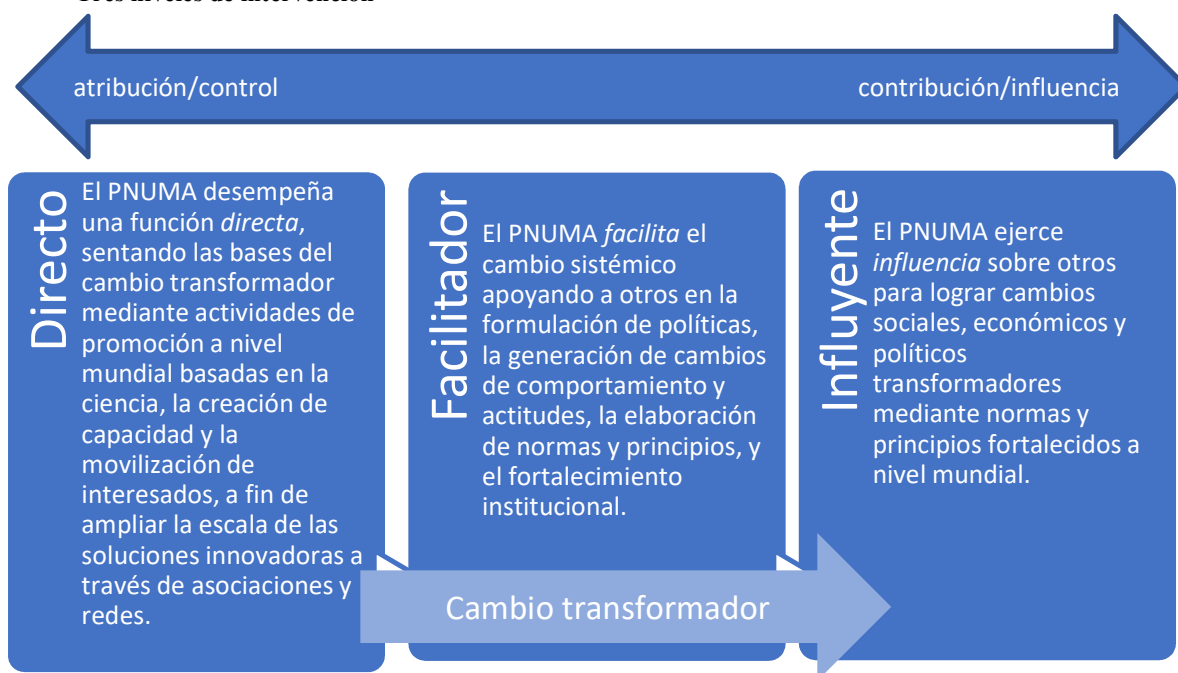 Tres niveles de intervención
atribución/control
contribución/influencia
Directo
El PNUMA desempeña
una función directa,
sentando las bases del
cambio transformador
mediante actividades de
promoción a nivel
mundial basadas en la
ciencia, la creación de
capacidad y la
movilización de
interesados, a fin de
ampliar la escala de las
soluciones innovadoras a
través de asociaciones y
redes.
Facilitador
El PNUMA facilita el
cambio sistémico
apoyando a otros en la
formulación de políticas,
la generación de cambios
de comportamiento y
actitudes, la elaboración
de normas y principios, y
el fortalecimiento
institucional.
Influyente
El PNUMA ejerce
influencia sobre otros
para lograr cambios
sociales, económicos y
políticos
transformadores
mediante normas y
principios fortalecidos a
nivel mundial.
Cambio transformador